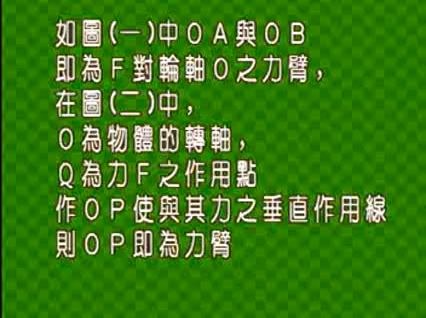 如圖(一)中ＯＡ與ＯＢ
即為Ｆ對輪軸Ｏ之力臂，
在圖(二)中，
Ｏ為物體的轉軸，
Ｑ為力Ｆ之作用點
作ＯＰ使與其力之垂直作用線
則ＯＰ即為力臂